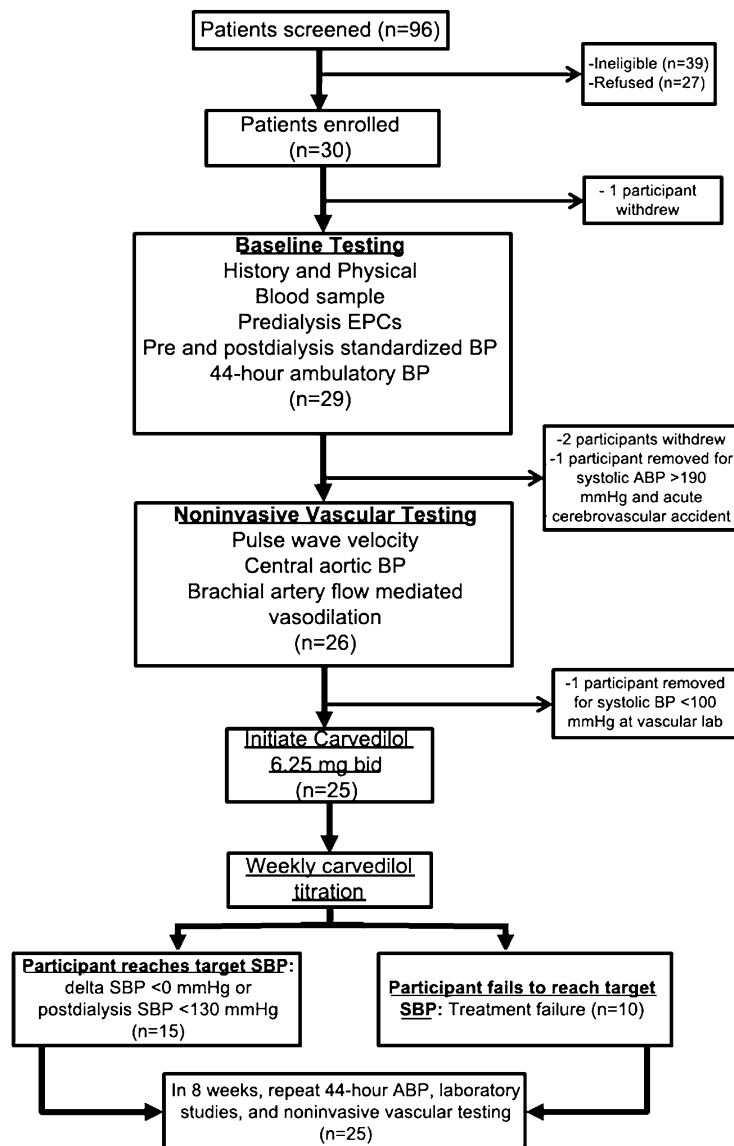 Patients screened (n=96)
-Ineligible (n=39)
-Refused (n=27)
Patients enrolled
(n=30)
- 1 participant
withdrew
Baseline Testing
History and Physical
Blood sample
Predialysis EPCs
Pre and postdialysis standardized BP
44-hour ambulatory BP
(n=29)
-2 participants withdrew
-1 participant removed for
systolic ABP >190
mmHg and acute
cerebrovascular accident
Noninvasive Vascular Testing
Pulse wave velocity
Central aortic BP
Brachial artery flow mediated
vasodilation
(n=26)
-1 participant removed
for systolic BP <100
mmHg at vascular lab
Initiate Carvedilol
6.25 mg bid
(n=25)
Weekly carvedilol
titration
Participant reaches target SBP:
delta SBP <0 mmHg or
postdialysis SBP <130 mmHg
(n=15)
Participant fails to reach target
SBP: Treatment failure (n=10)
In 8 weeks, repeat 44-hour ABP, laboratory
studies, and noninvasive vascular testing
(n=25)